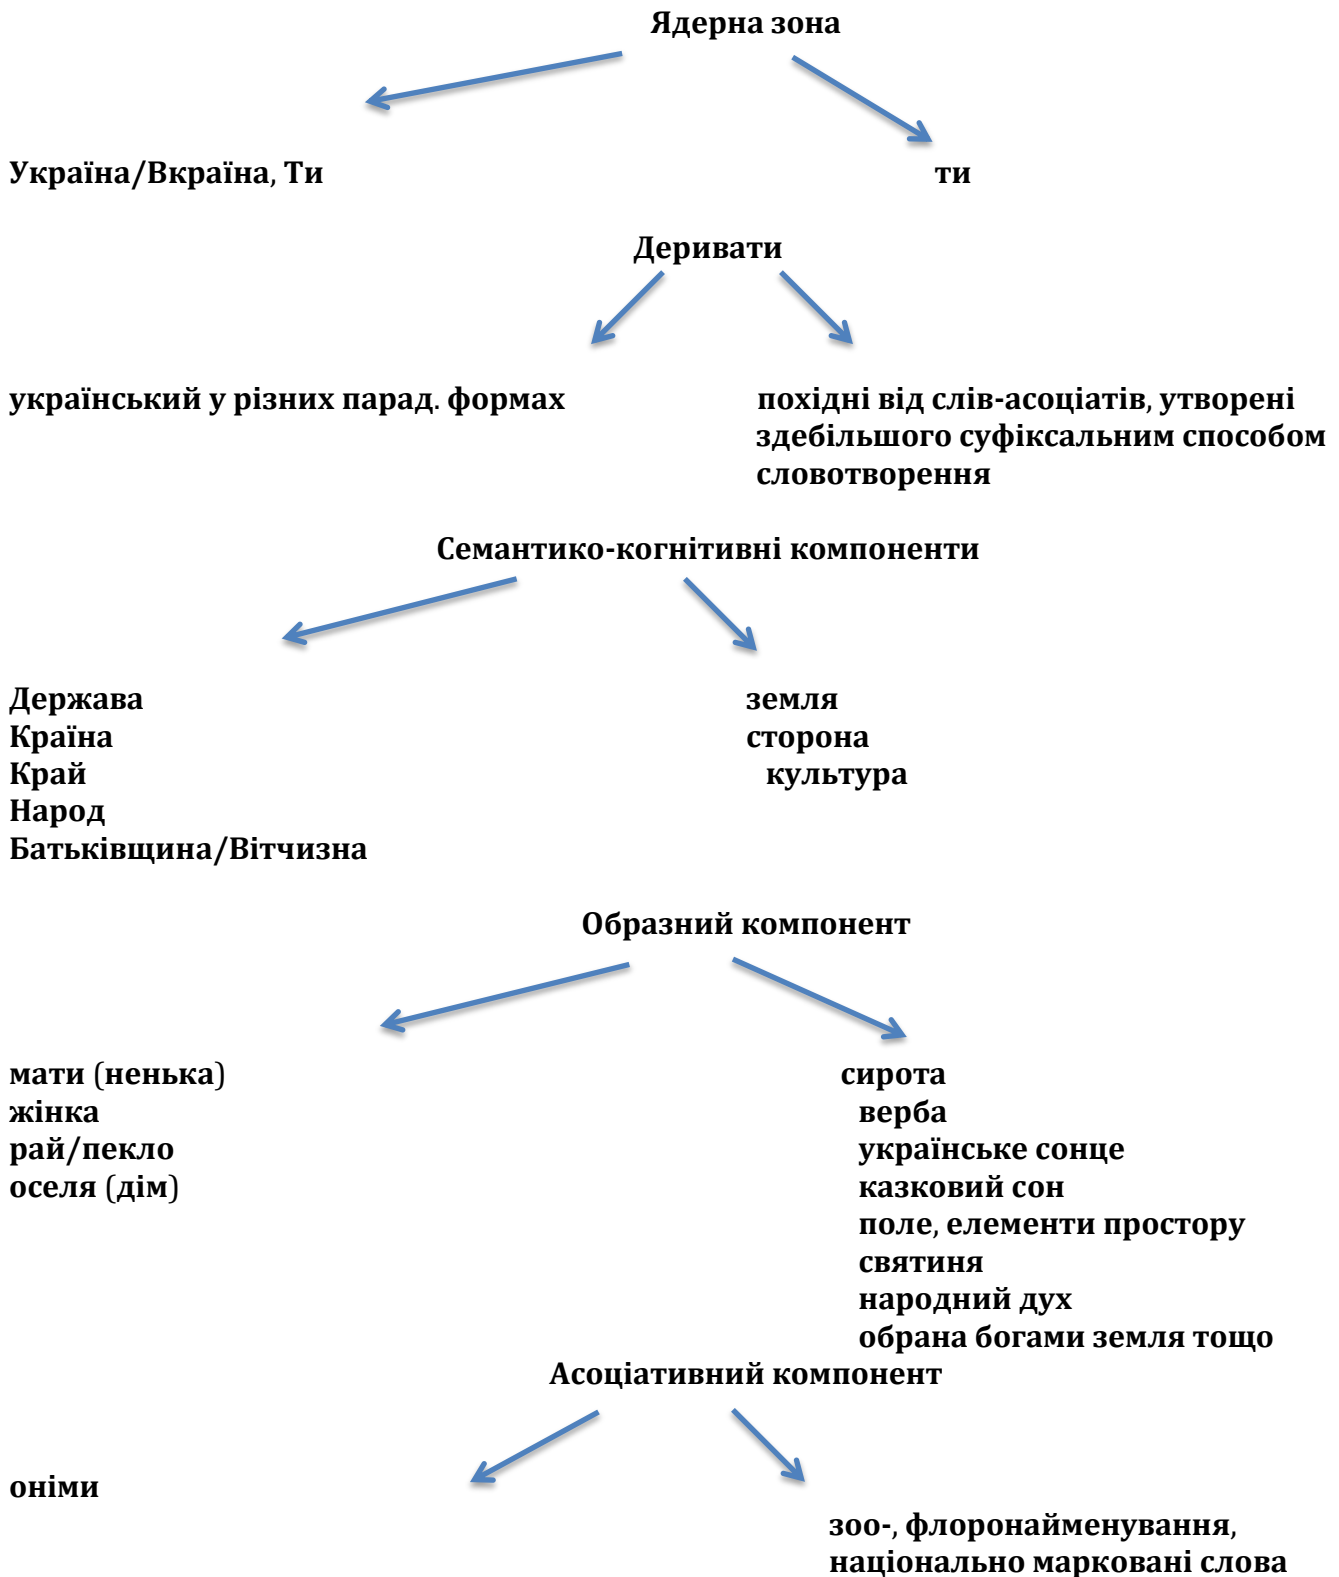 Ядерна зона
Україна/Вкраїна, Ти
ти
Деривати
український у різних парад. формах
похідні від слів-асоціатів, утворені
здебільшого суфіксальним способом
словотворення
Семантико-когнітивні компоненти
Держава
Країна
Край
Народ
Батьківщина/Вітчизна
земля
сторона
культура
Образний компонент
мати (ненька)
жінка
рай/пекло
оселя (дім)
сирота
верба
українське сонце
казковий сон
поле, елементи простору
святиня
народний дух
обрана богами земля тощо
Асоціативний компонент
оніми
зоо-, флоронайменування,
національно марковані слова